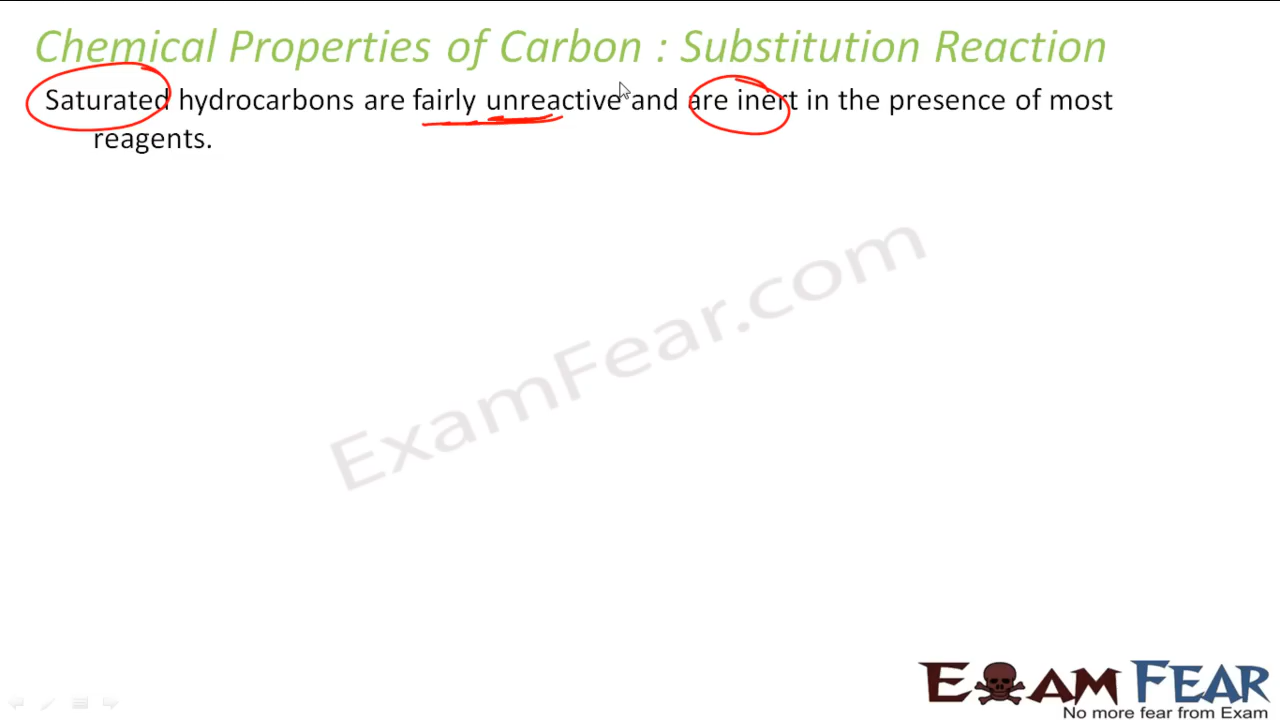 Chemical Properties of Carbon : Substitution Reaction
Saturated hydrocarbons are fairly unreactive and are inert in the presence of most
reagents.
ExamFear.com
EXAM FEAR
No more fear from Exam